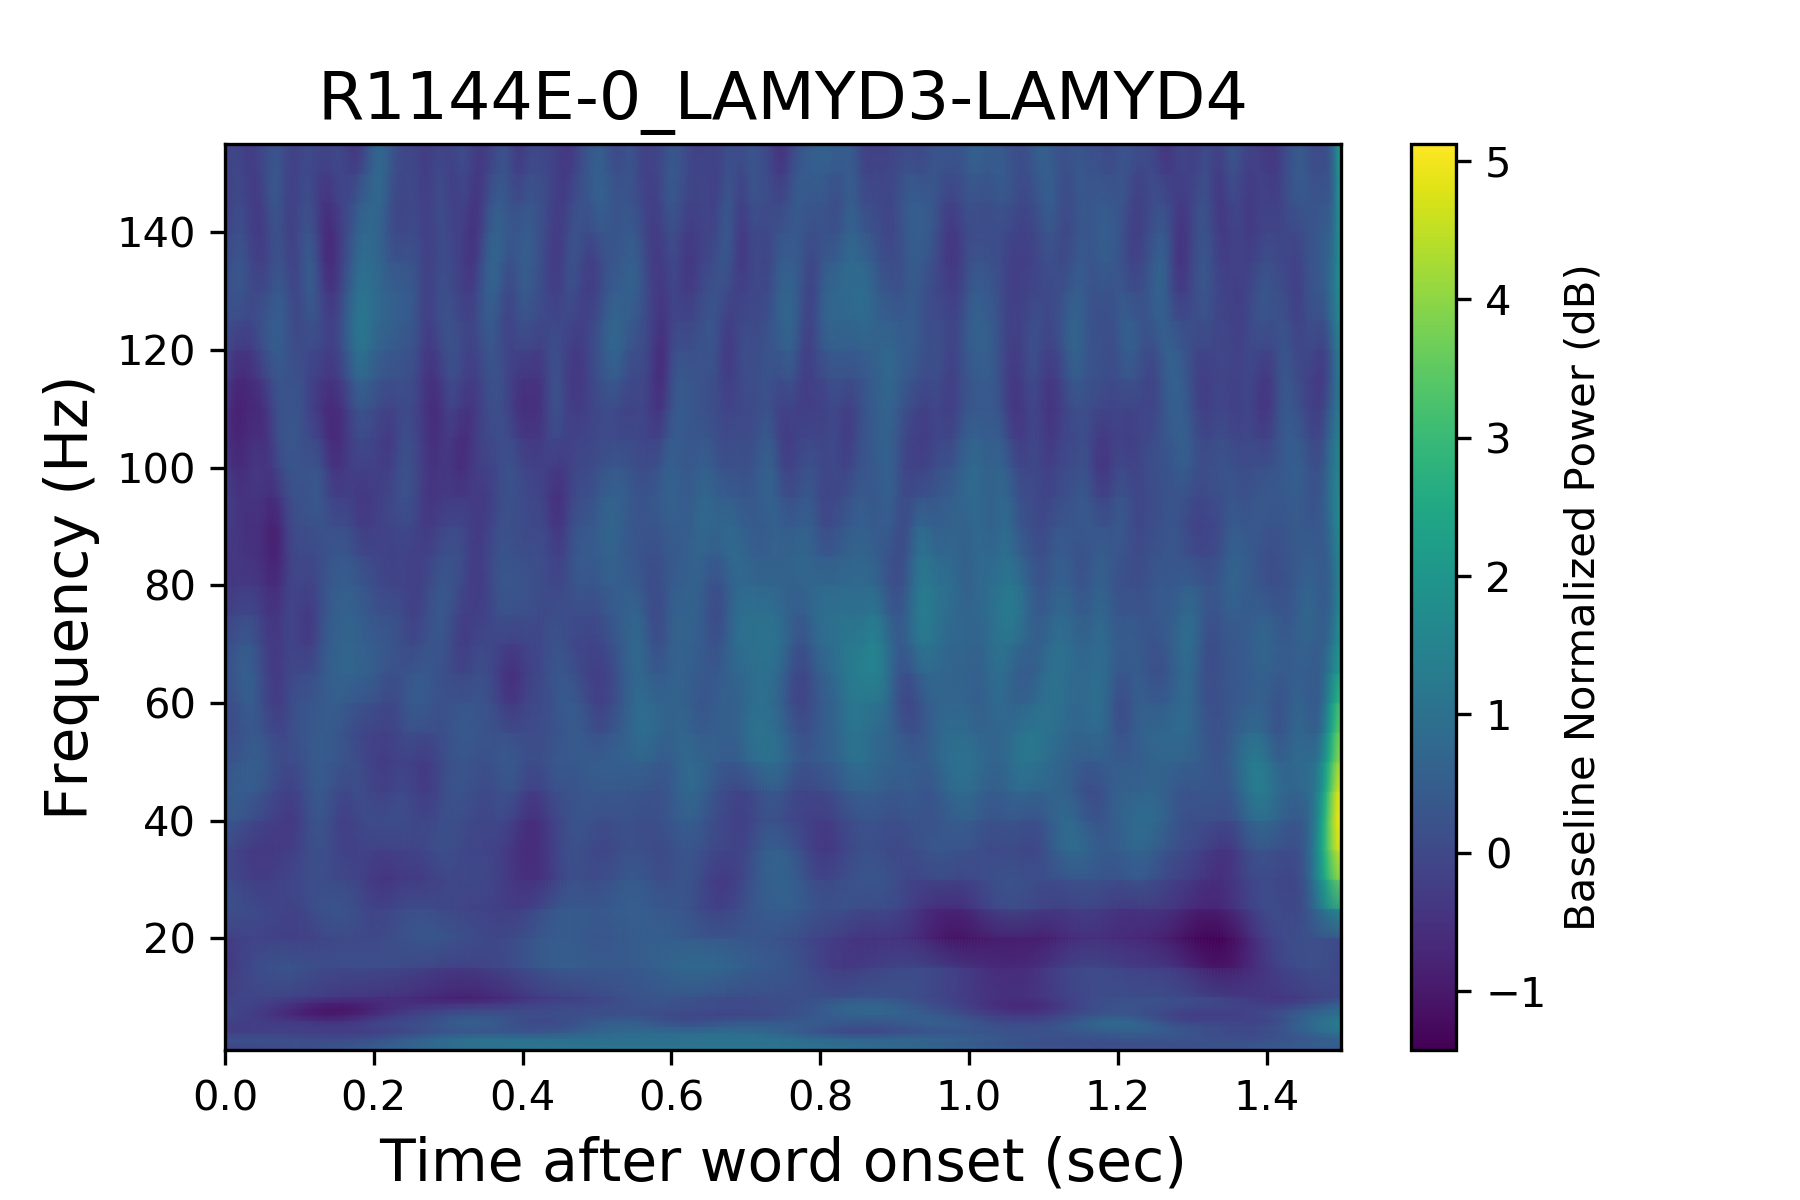 R1144E-0_LAMYD3-LAMYD4
Frequency (Hz)
140
120
100
80
60
40
20
0.0 0.2 0.4 0.6 0.8 1.0 1.2 1.4
Time after word onset (sec)
5
4
3
2
1
0
−1
Baseline Normalized Power (dB)